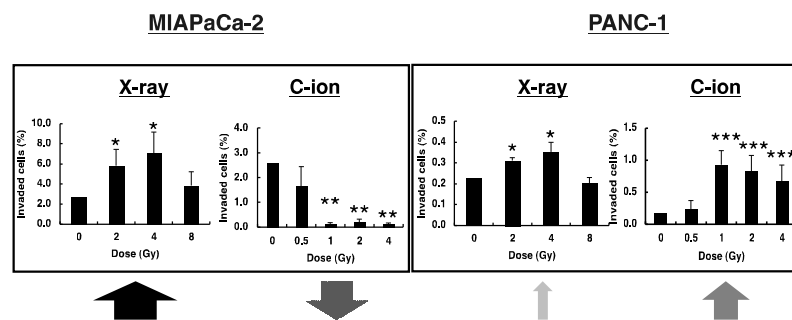 MIAPaCa-2
PANC-1
X-ray
C-ion
X-ray
C-ion
Invaded cells (%)
10.0
8.0
6.0
4.0
2.0
0.0
* *
0 2 4 8
Dose (Gy)
Invaded cells (%)
4.0
3.0
2.0
1.0
0.0
** ** **
0 0.5 1 2 4
Dose (Gy)
Invaded cells (%)
0.5
0.4
0.3
0.2
0.1
0.0
* *
0 2 4 8
Dose (Gy)
Invaded cells (%)
1.5
1.0
0.5
0.0
*** *** ***
0 0.5 1 2 4
Dose (Gy)